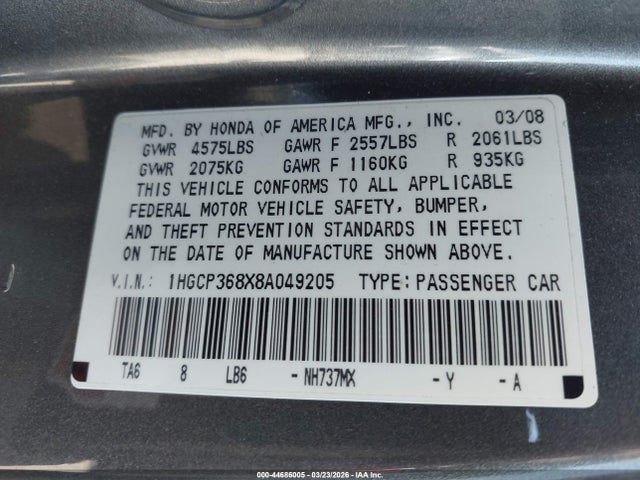 MFD. BY HONDA OF AMERICA MFG., INC. 03/08
GVWR 4575LBS GAWR F 2557LBS R 2061LBS
GVWR 2075KG GAWR F 1160KG R 935KG
THIS VEHICLE CONFORMS TO ALL APPLICABLE
FEDERAL MOTOR VEHICLE SAFETY, BUMPER,
AND THEFT PREVENTION STANDARDS IN EFFECT
ON THE DATE OF MANUFACTURE SHOWN ABOVE.
V.I.N.: 1HGCP368X8A049205 TYPE: PASSENGER CAR
TA6 8 LB6 - NH737MX - Y - A
000-44686005 - 03/23/2026 - IAA Inc.